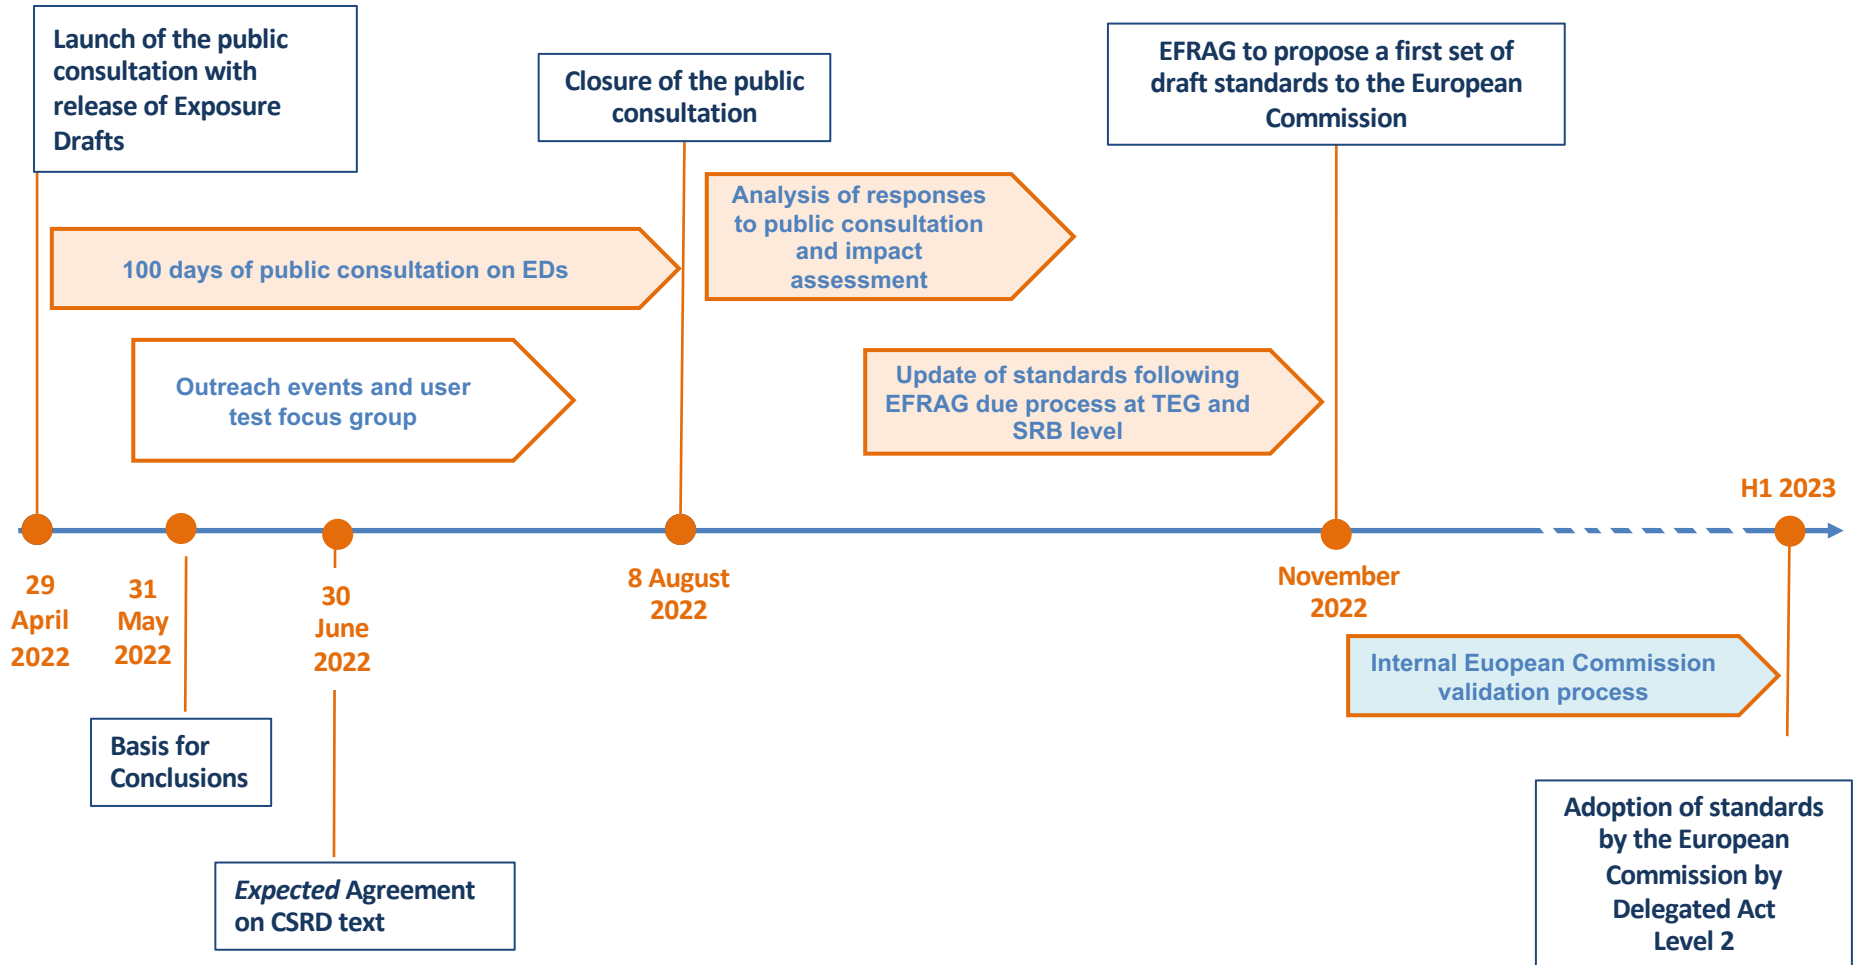 Launch of the public
consultation with
release of Exposure
Drafts
Closure of the public
consultation
EFRAG to propose a first set of
draft standards to the European
Commission
Analysis of responses
to public consultation
and impact
assessment
100 days of public consultation on EDs
Outreach events and user
test focus group
Update of standards following
EFRAG due process at TEG and
SRB level
H1 2023
29
April
2022
31
May
2022
30
June
2022
8 August
2022
November
2022
Internal Euopean Commission
validation process
Basis for
Conclusions
Expected Agreement
on CSRD text
Adoption of standards
by the European
Commission by
Delegated Act
Level 2